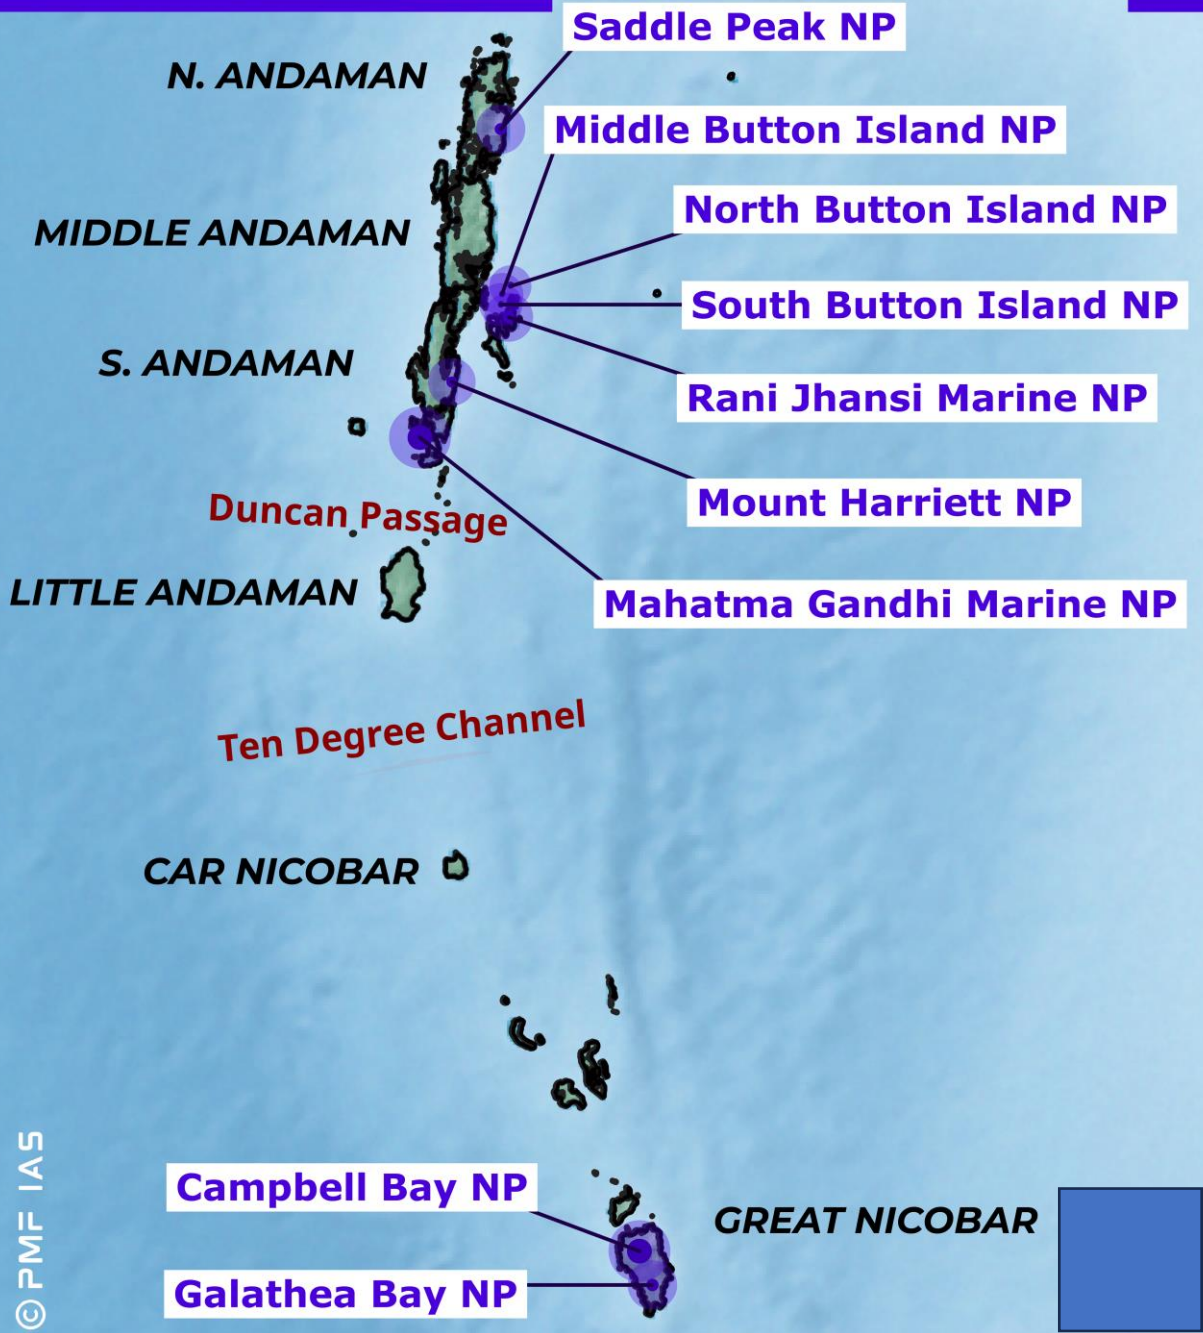 Saddle Peak NP
N. ANDAMAN
Middle Button Island NP
North Button Island NP
MIDDLE ANDAMAN
South Button Island NP
S. ANDAMAN
Rani Jhansi Marine NP
Mount Harriett NP
Duncan Passage
LITTLE ANDAMAN
Mahatma Gandhi Marine NP
Ten Degree Channel
CAR NICOBAR
Campbell Bay NP
GREAT NICOBAR
Galathea Bay NP
© PMF IAS